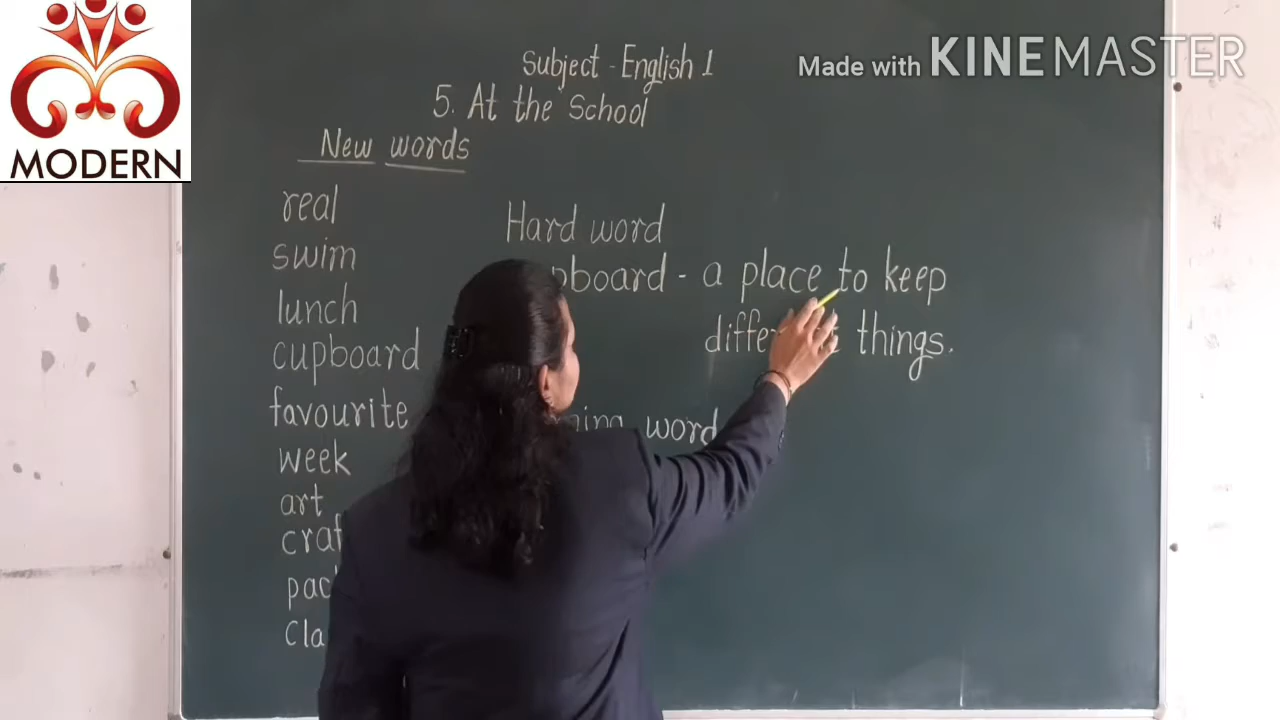 MODERN
Made with KINEMASTER
Subject - English 1
5. At the School
New words
real
swim
lunch
cupboard
favourite
week
art
Hard word
- a place to keep
things.
word